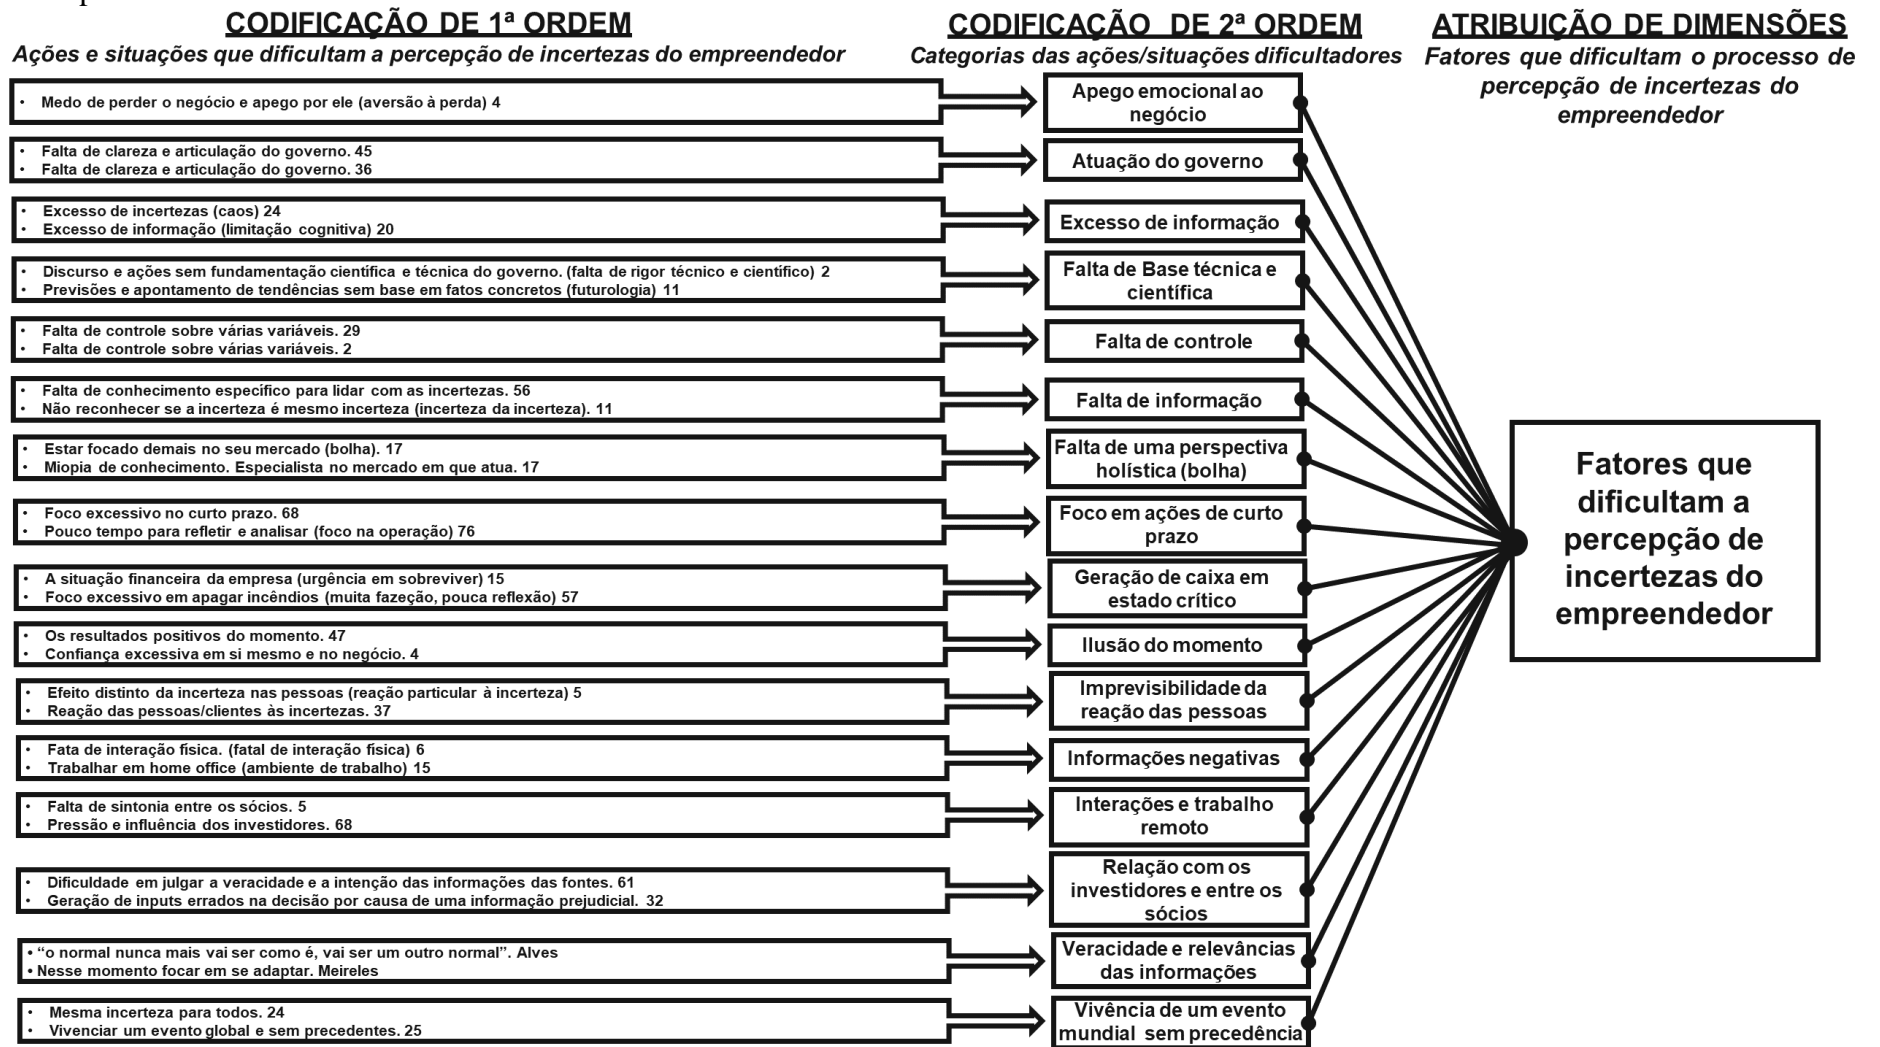 CODIFICAÇÃO DE 1ª ORDEM
Ações e situações que dificultam a percepção de incertezas do empreendedor
CODIFICAÇÃO DE 2ª ORDEM
Categorias das ações/situações dificultadores
ATRIBUIÇÃO DE DIMENSÕES
Fatores que dificultam o processo de
percepção de incertezas do
empreendedor
• Medo de perder o negócio e apego por ele (aversão à perda) 4
Apego emocional ao
negócio
• Falta de clareza e articulação do governo. 45
• Falta de clareza e articulação do governo. 36
Atuação do governo
• Excesso de incertezas (caos) 24
• Excesso de informação (limitação cognitiva) 20
Excesso de informação
• Discurso e ações sem fundamentação científica e técnica do governo. (falta de rigor técnico e científico) 2
• Previsões e apontamento de tendências sem base em fatos concretos (futurologia) 11
Falta de Base técnica e
científica
• Falta de controle sobre várias variáveis. 29
• Falta de controle sobre várias variáveis. 2
Falta de controle
• Falta de conhecimento específico para lidar com as incertezas. 56
• Não reconhecer se a incerteza é mesmo incerteza (incerteza da incerteza). 11
Falta de informação
• Estar focado demais no seu mercado (bolha). 17
• Miopia de conhecimento. Especialista no mercado em que atua. 17
Falta de uma perspectiva
holística (bolha)
• Foco excessivo no curto prazo. 68
• Pouco tempo para refletir e analisar (foco na operação) 76
Foco em ações de curto
prazo
• A situação financeira da empresa (urgência em sobreviver) 15
• Foco excessivo em apagar incêndios (muita fazeção, pouca reflexão) 57
Geração de caixa em
estado crítico
• Os resultados positivos do momento. 47
• Confiança excessiva em si mesmo e no negócio. 4
Ilusão do momento
• Efeito distinto da incerteza nas pessoas (reação particular à incerteza) 5
• Reação das pessoas/clientes às incertezas. 37
Imprevisibilidade da
reação das pessoas
• Fata de interação física. (fatal de interação física) 6
• Trabalhar em home office (ambiente de trabalho) 15
Informações negativas
• Falta de sintonia entre os sócios. 5
• Pressão e influência dos investidores. 68
Interações e trabalho
remoto
• Dificuldade em julgar a veracidade e a intenção das informações das fontes. 61
• Geração de inputs errados na decisão por causa de uma informação prejudicial. 32
Relação com os
investidores e entre os
sócios
• “o normal nunca mais vai ser como é, vai ser um outro normal”. Alves
• Nesse momento focar em se adaptar. Meireles
Veracidade e relevâncias
das informações
• Mesma incerteza para todos. 24
• Vivenciar um evento global e sem precedentes. 25
Vivência de um evento
mundial sem precedência
Fatores que
dificultam a
percepção de
incertezas do
empreendedor